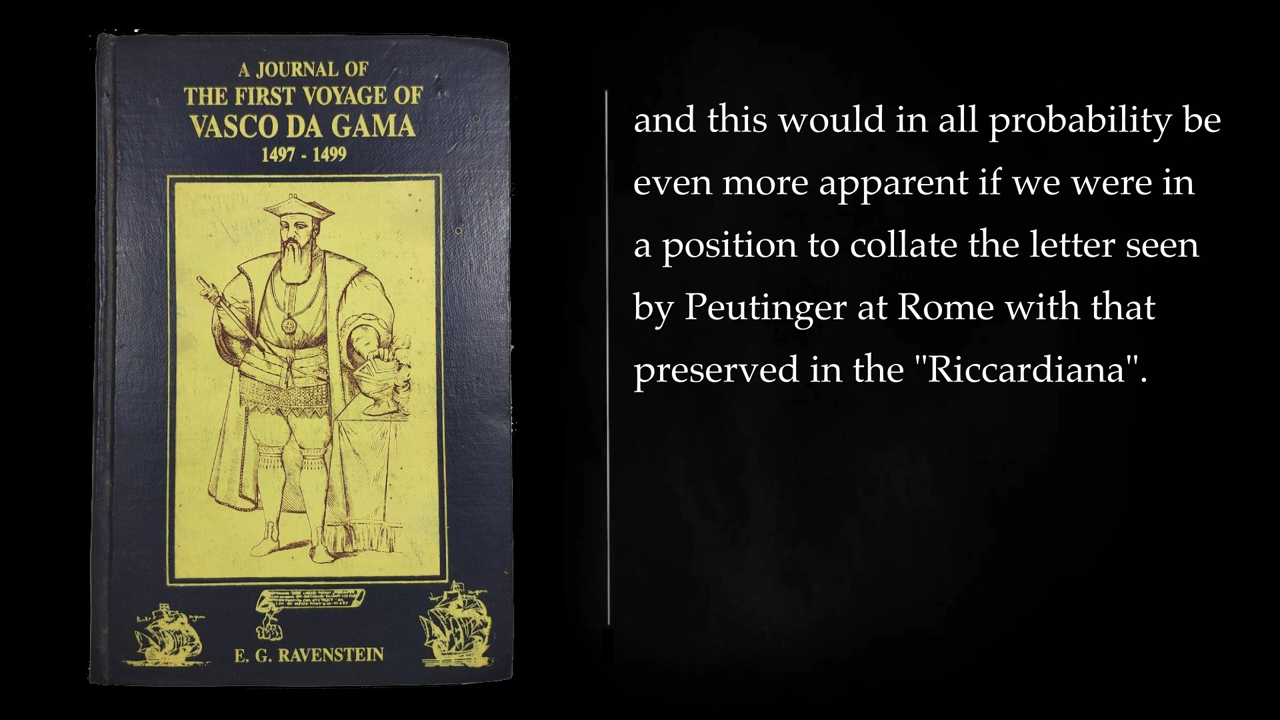 A JOURNAL OF
THE FIRST VOYAGE OF
VASCO DA GAMA
1497 - 1499
E. G. RAVENSTEIN
and this would in all probability be
even more apparent if we were in
a position to collate the letter seen
by Peutinger at Rome with that
preserved in the "Riccardiana".